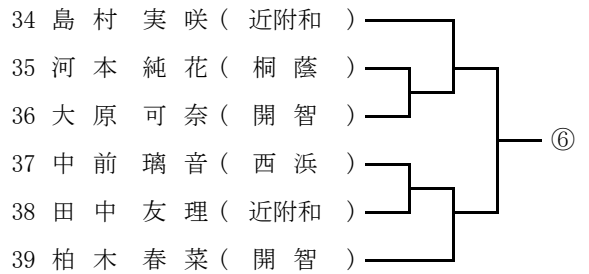 34 島 村 実 咲 ( 近附和 )
35 河 本 純 花 ( 桐 蔭 )
36 大 原 可 奈 ( 開 智 )
⑥
37 中 前 璃 音 ( 西 浜 )
38 田 中 友 理 ( 近附和 )
39 柏 木 春 菜 ( 開 智 )